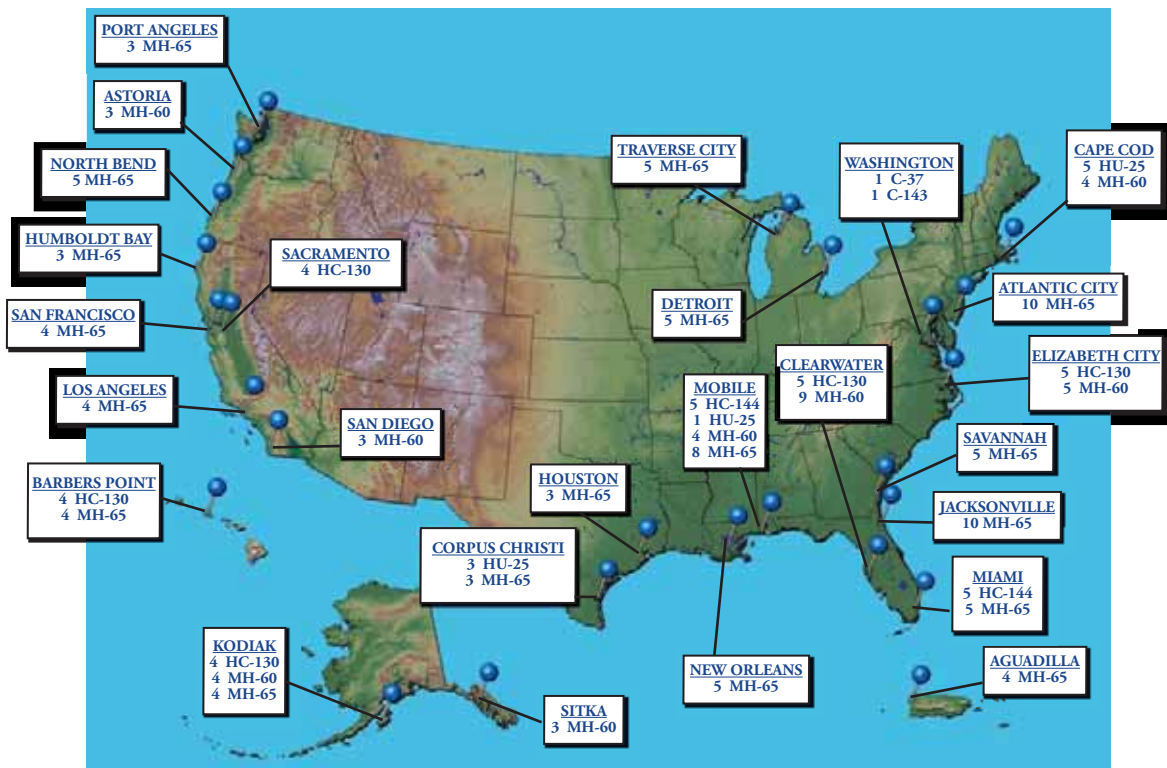 PORT ANGELES
3 MH-65
ASTORIA
3 MH-60
NORTH BEND
5 MH-65
HUMBOLDT BAY
3 MH-65
SACRAMENTO
4 HC-130
SAN FRANCISCO
4 MH-65
LOS ANGELES
4 MH-65
SAN DIEGO
3 MH-60
BARBERS POINT
4 HC-130
4 MH-65
KODIAK
4 HC-130
4 MH-60
4 MH-65
SITKA
3 MH-60
TRAVERSE CITY
5 MH-65
WASHINGTON
1 C-37
1 C-143
CAPE COD
5 HU-25
4 MH-60
DETROIT
5 MH-65
ATLANTIC CITY
10 MH-65
ELIZABETH CITY
5 HC-130
5 MH-60
CLEARWATER
5 HC-130
9 MH-60
MOBILE
5 HC-144
1 HU-25
4 MH-60
8 MH-65
SAVANNAH
5 MH-65
HOUSTON
3 MH-65
JACKSONVILLE
10 MH-65
CORPUS CHRISTI
3 HU-25
3 MH-65
MIAMI
5 HC-144
5 MH-65
NEW ORLEANS
5 MH-65
AGUADILLA
4 MH-65